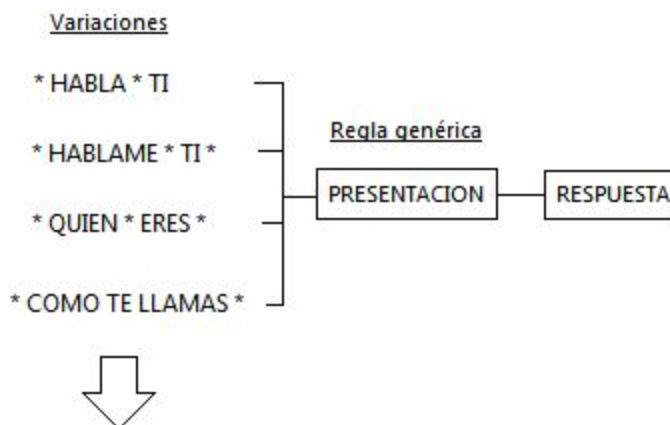 Variaciones
* HABLA * TI
* HABLAME * TI *
* QUIEN * ERES *
* COMO TE LLAMAS *
Regla genérica
PRESENTACION
RESPUESTA